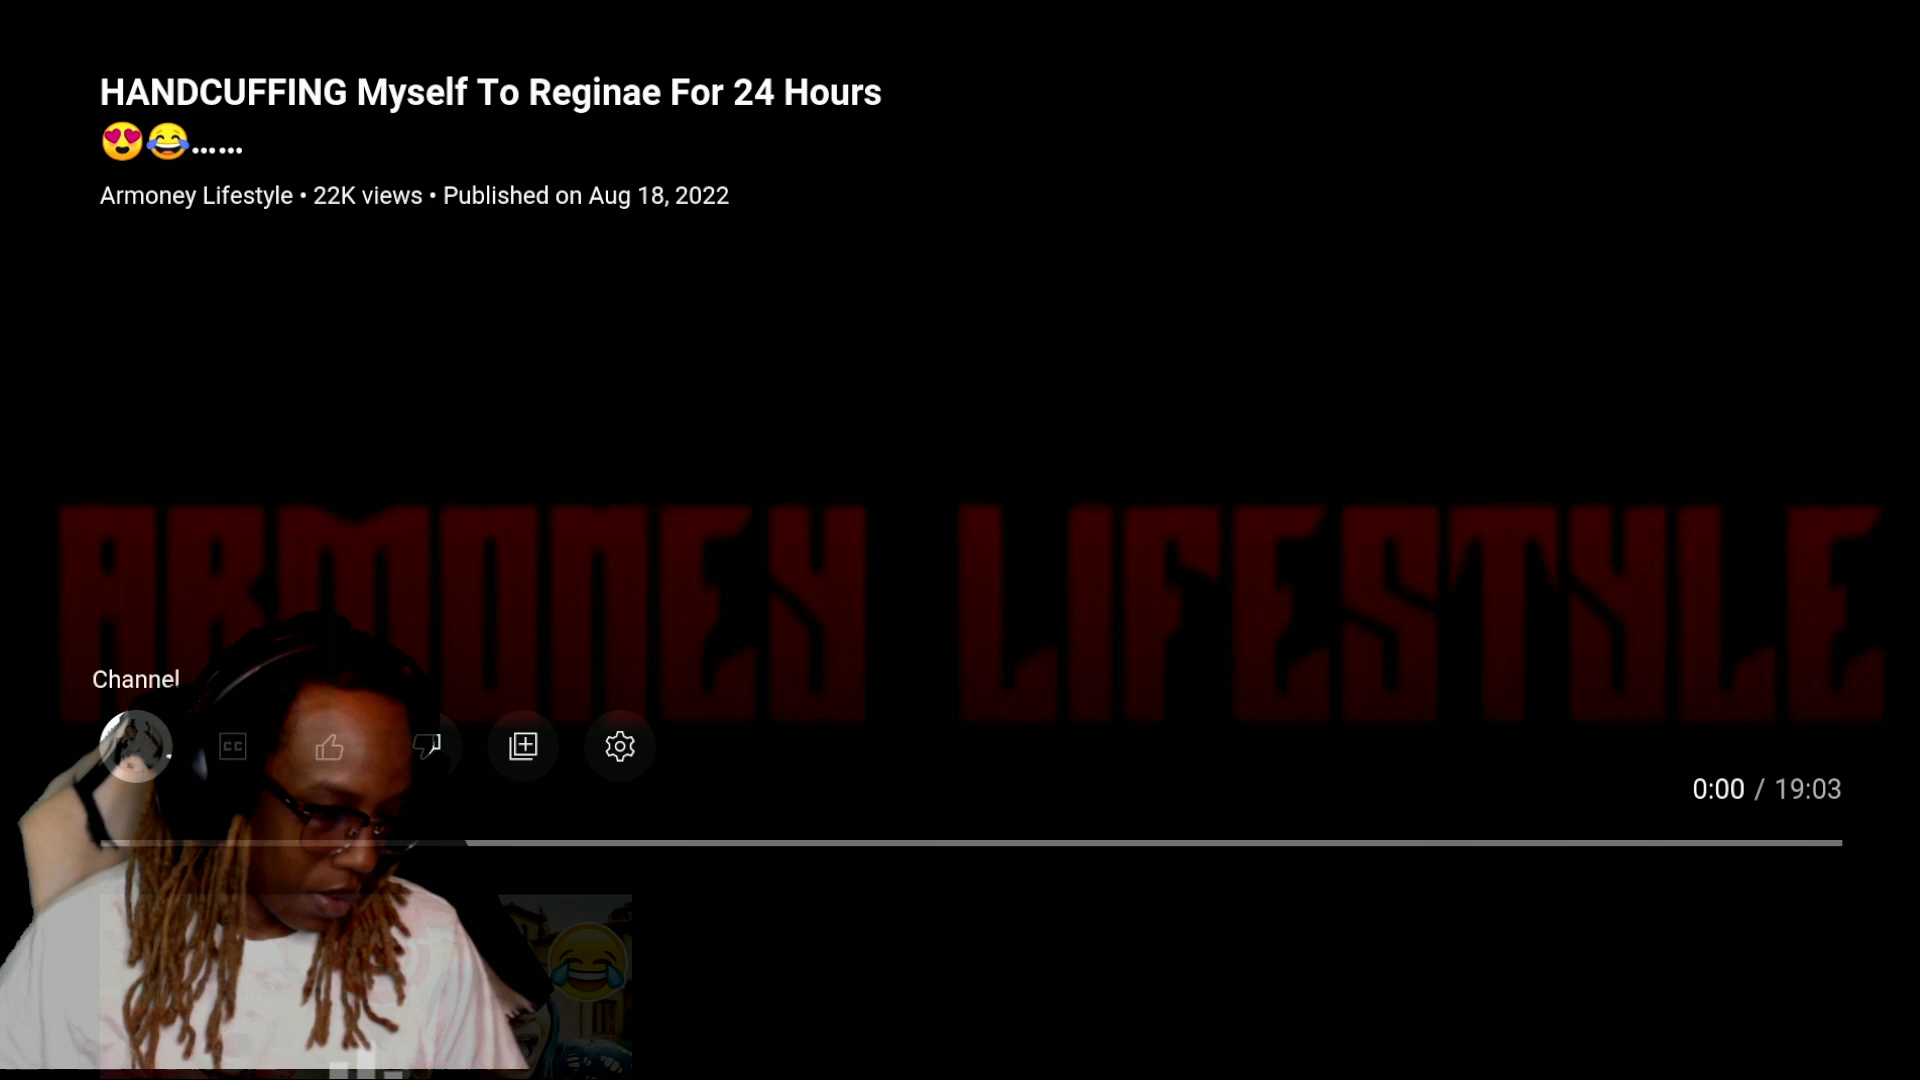 HANDCUFFING Myself To Reginae For 24 Hours
😍😂……
Armoney Lifestyle • 22K views • Published on Aug 18, 2022
ARMONEY LIFESTYLE
Channel
CC
0:00 / 19:03